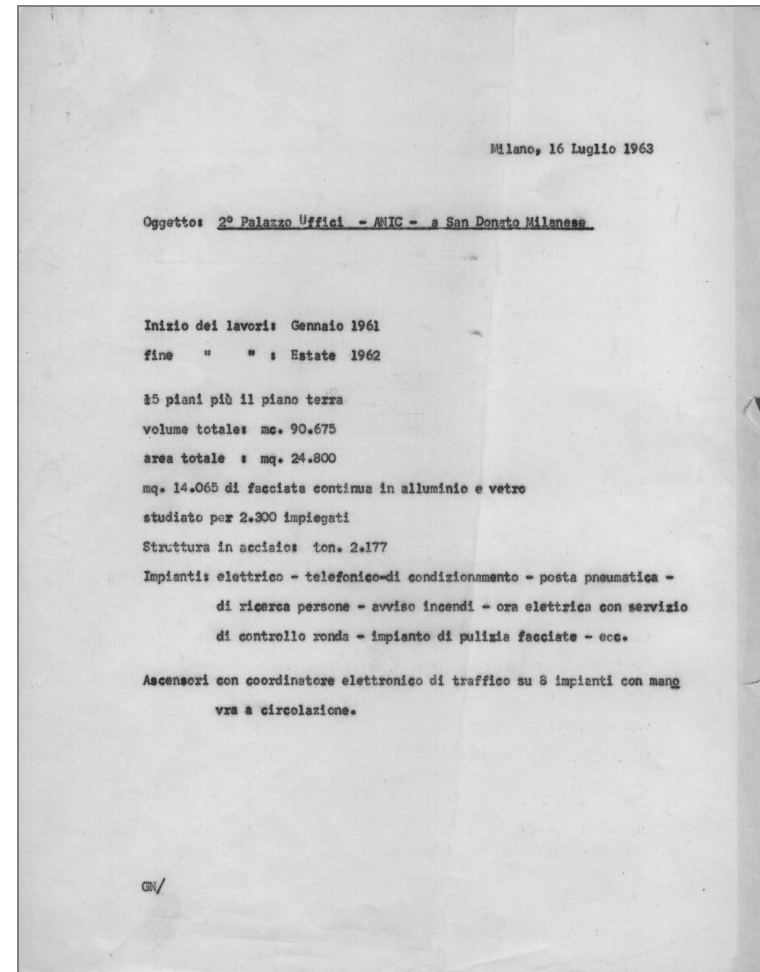 Milano, 16 Luglio 1963
Oggetto: 2º Palazzo Uffici - ANIC - a San Donato Milanese
Inizio dei lavori: Gennaio 1961
fine " " : Estate 1962
15 piani più il piano terra
volume totale: mc. 90.675
area totale : mq. 24.800
mq. 14.065 di facciata continua in alluminio e vetro
studiato per 2.300 impiegati
Struttura in acciaio: ton. 2.177
Impianti: elettrico - telefonico-di condizionamento - posta pneumatica -
di ricerca persone - avviso incendi - ora elettrica con servizio
di controllo ronda - impianto di pulizia facciate - ecc.
Ascensori con coordinatore elettronico di traffico su 8 impianti con mano
vra a circolazione.
GN/